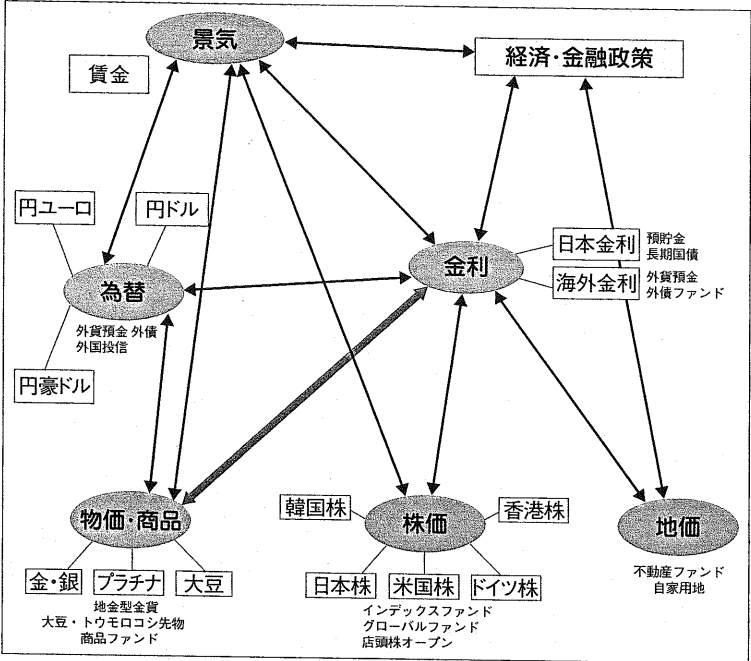 景気
経済・金融政策
賃金
円ユーロ
円ドル
為替
外貨預金 外債
外国投信
円豪ドル
金利
日本金利
預貯金
長期国債
海外金利
外貨預金
外債ファンド
物価・商品
金・銀
プラチナ
大豆
地金型金貨
大豆・トウモロコシ先物
商品ファンド
韓国株
株価
香港株
日本株
米国株
ドイツ株
インデックスファンド
グローバルファンド
店頭株オープン
地価
不動産ファンド
自家用地